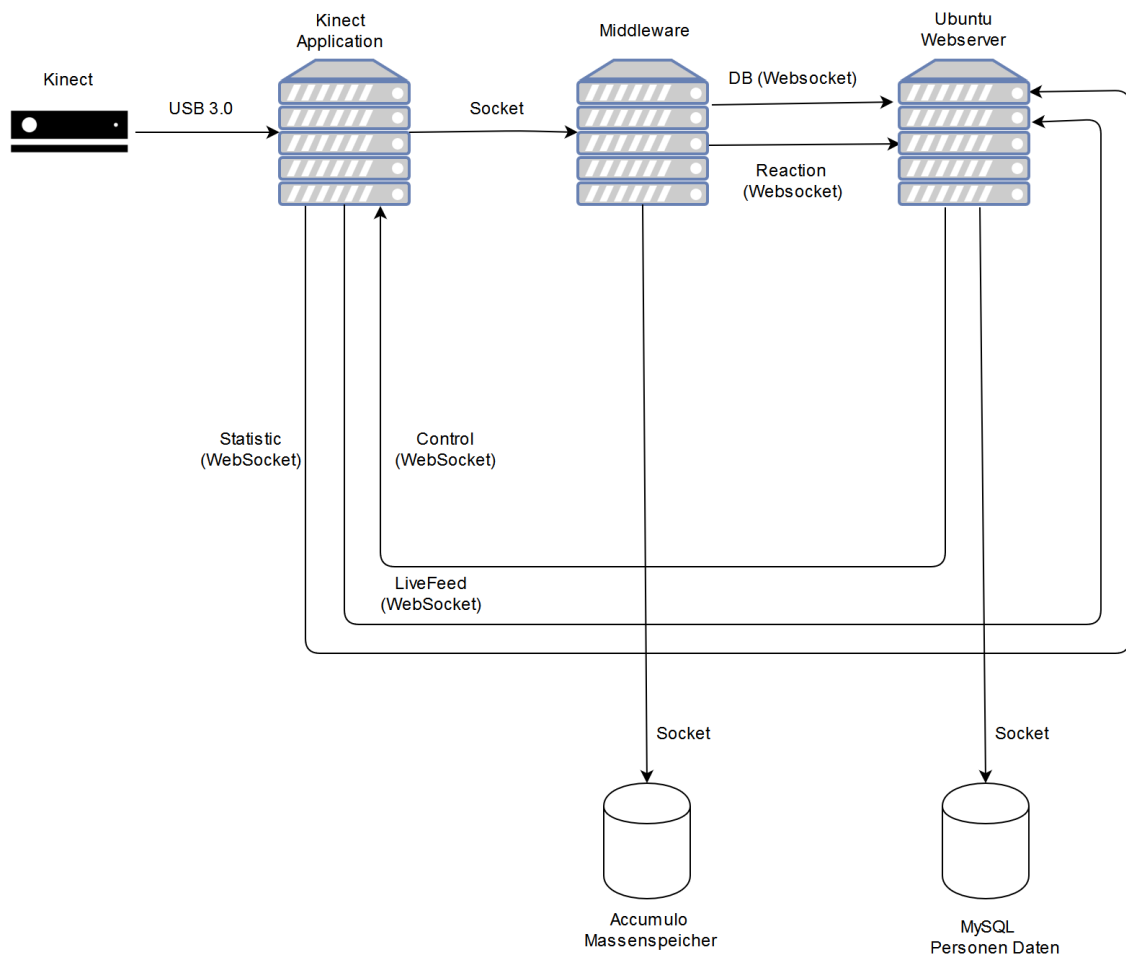 Kinect
Application
Middleware
Ubuntu
Webserver
Kinect
USB 3.0
Socket
DB (Websocket)
Reaction
(Websocket)
Statistic
(WebSocket)
Control
(WebSocket)
LiveFeed
(WebSocket)
Socket
Socket
Accumulo
Massenspeicher
MySQL
Personen Daten